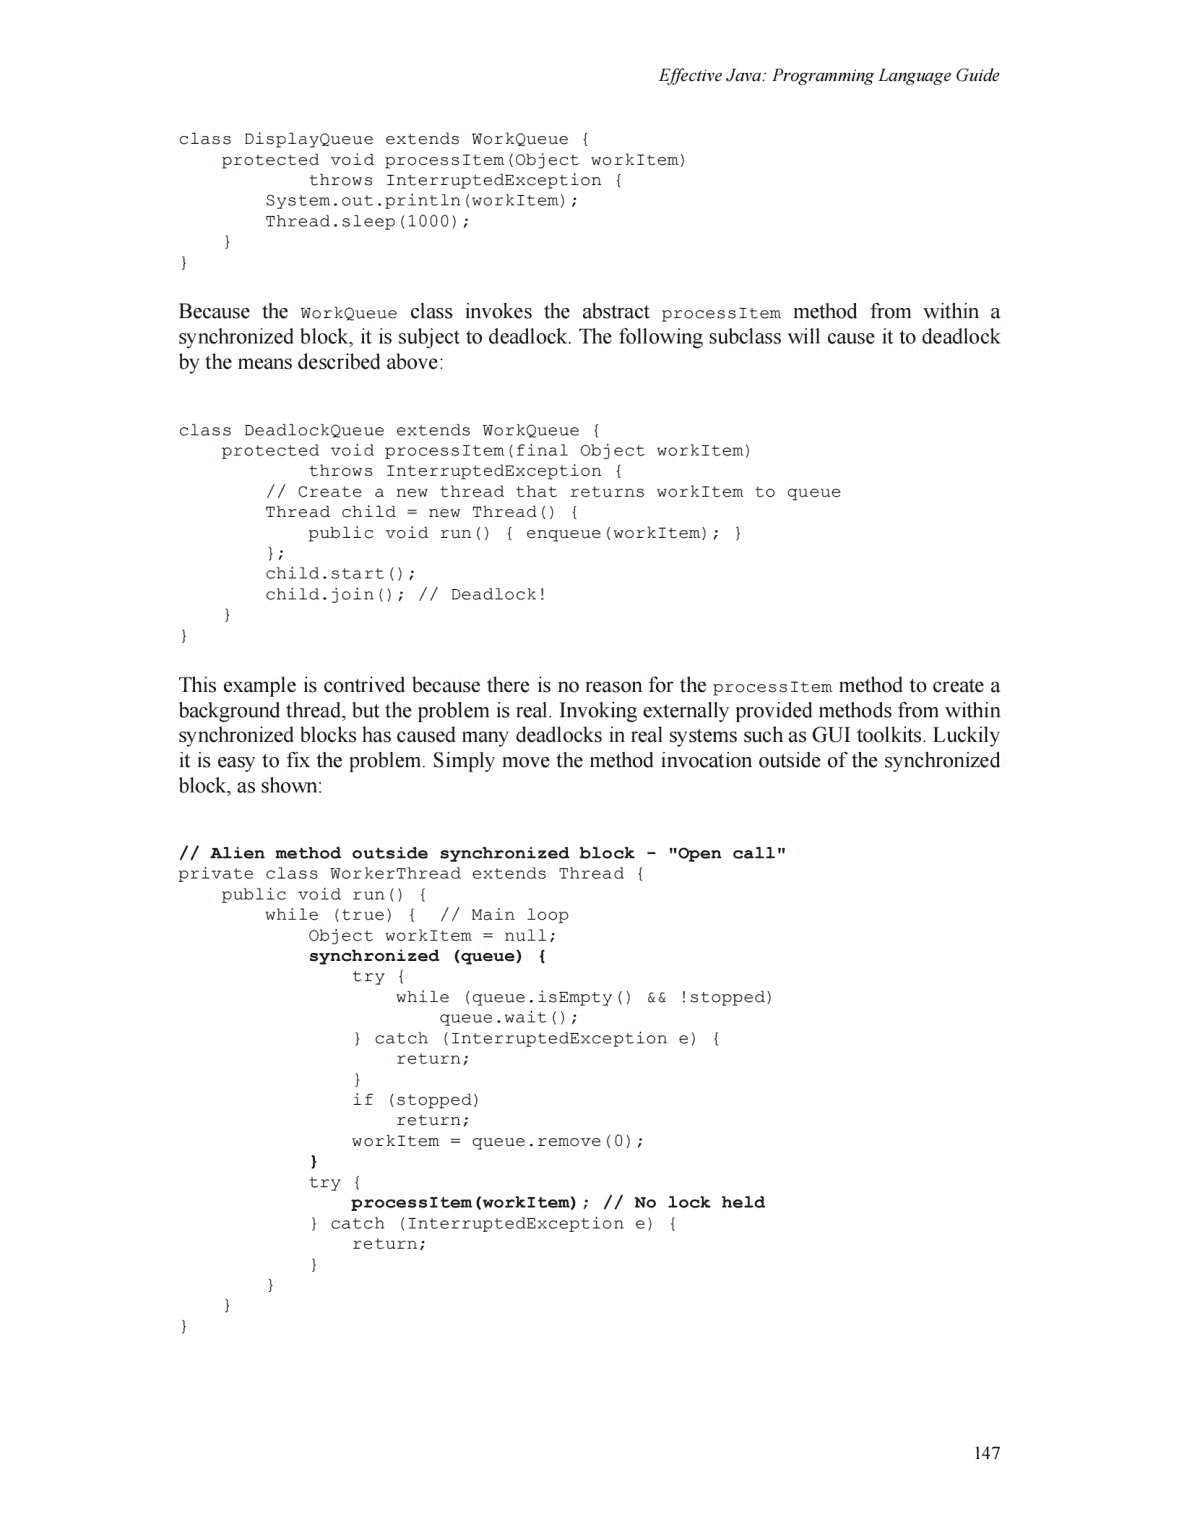 Effective Java: Programming Language Guide
class DisplayQueue extends WorkQueue {
    protected void processItem(Object workItem)
            throws InterruptedException {
        System.out.println(workItem);
        Thread.sleep(1000);
    }
}
Because the WorkQueue class invokes the abstract processItem method from within a
synchronized block, it is subject to deadlock. The following subclass will cause it to deadlock
by the means described above:
class DeadlockQueue extends WorkQueue {
    protected void processItem(final Object workItem)
            throws InterruptedException {
        // Create a new thread that returns workItem to queue
        Thread child = new Thread() {
            public void run() { enqueue(workItem); }
        };
        child.start();
        child.join(); // Deadlock!
    }
}
This example is contrived because there is no reason for the processItem method to create a
background thread, but the problem is real. Invoking externally provided methods from within
synchronized blocks has caused many deadlocks in real systems such as GUI toolkits. Luckily
it is easy to fix the problem. Simply move the method invocation outside of the synchronized
block, as shown:
// Alien method outside synchronized block - "Open call"
private class WorkerThread extends Thread {
    public void run() {
        while (true) {  // Main loop
            Object workItem = null;
            synchronized (queue) {
                try {
                    while (queue.isEmpty() && !stopped)
                        queue.wait();
                } catch (InterruptedException e) {
                    return;
                }
                if (stopped)
                    return;
                workItem = queue.remove(0);
            }
            try {
                processItem(workItem); // No lock held
            } catch (InterruptedException e) {
                return;
            }
        }
    }
}
147